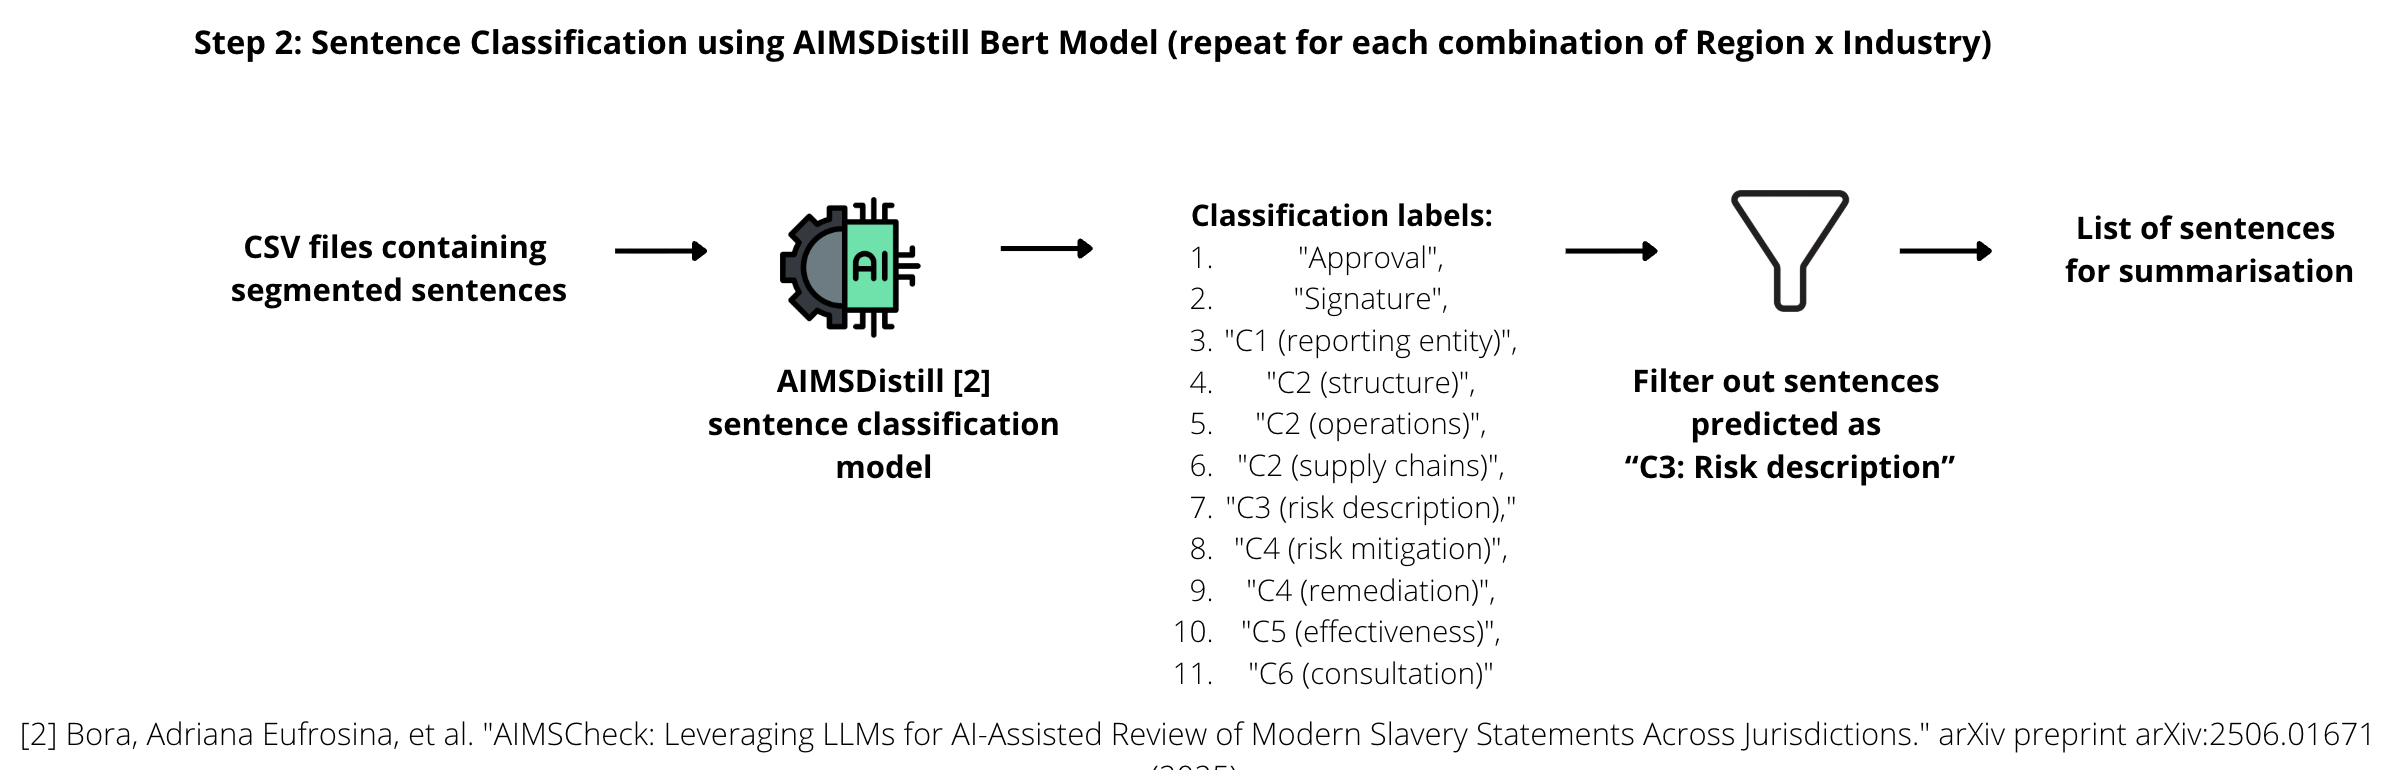 Step 2: Sentence Classification using AIMSDistill Bert Model (repeat for each combination of Region x Industry)
CSV files containing
segmented sentences
AI
AIMSDistill [2]
sentence classification
model
Classification labels:
1. "Approval",
2. "Signature",
3. "C1 (reporting entity)",
4. "C2 (structure)",
5. "C2 (operations)",
6. "C2 (supply chains)",
7. "C3 (risk description),"
8. "C4 (risk mitigation)",
9. "C4 (remediation)",
10. "C5 (effectiveness)",
11. "C6 (consultation)"
Filter out sentences
predicted as
“C3: Risk description”
List of sentences
for summarisation
[2] Bora, Adriana Eufrosina, et al. "AIMSCheck: Leveraging LLMs for AI-Assisted Review of Modern Slavery Statements Across Jurisdictions." arXiv preprint arXiv:2506.01671